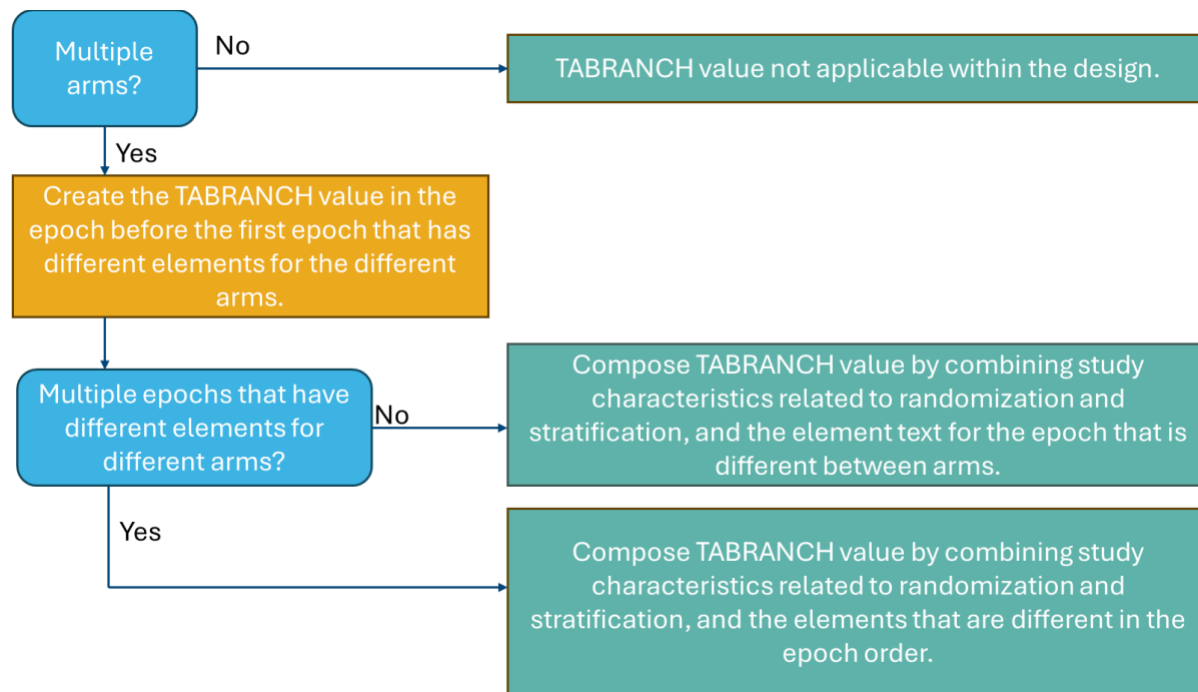 Multiple
arms?
No
TABRANCH value not applicable within the design.
Yes
Create the TABRANCH value in the
epoch before the first epoch that has
different elements for the different
arms.
Multiple epochs that have
different elements for
different arms?
No
Compose TABRANCH value by combining study
characteristics related to randomization and
stratification, and the element text for the epoch that is
different between arms.
Yes
Compose TABRANCH value by combining study
characteristics related to randomization and
stratification, and the elements that are different in the
epoch order.